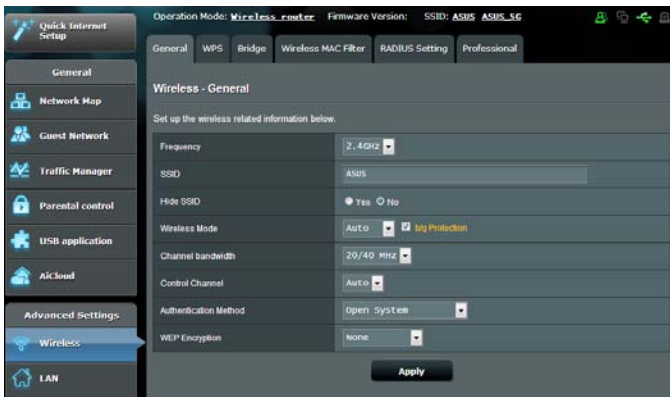 Quick Internet
Setup
Operation Mode: Wireless router Firmware Version: SSID: ASUS ASUS_5G
General WPS Bridge Wireless MAC Filter RADIUS Setting Professional
General
Network Map
Guest Network
Traffic Manager
Parental control
USB application
AiCloud
Advanced Settings
Wireless
LAN
Wireless - General
Set up the wireless related information below.
Frequency 2.4GHz
SSID ASUS
Hide SSID Yes No
Wireless Mode Auto b/g Protection
Channel bandwidth 20/40 MHz
Control Channel Auto
Authentication Method Open System
WEP Encryption None
Apply